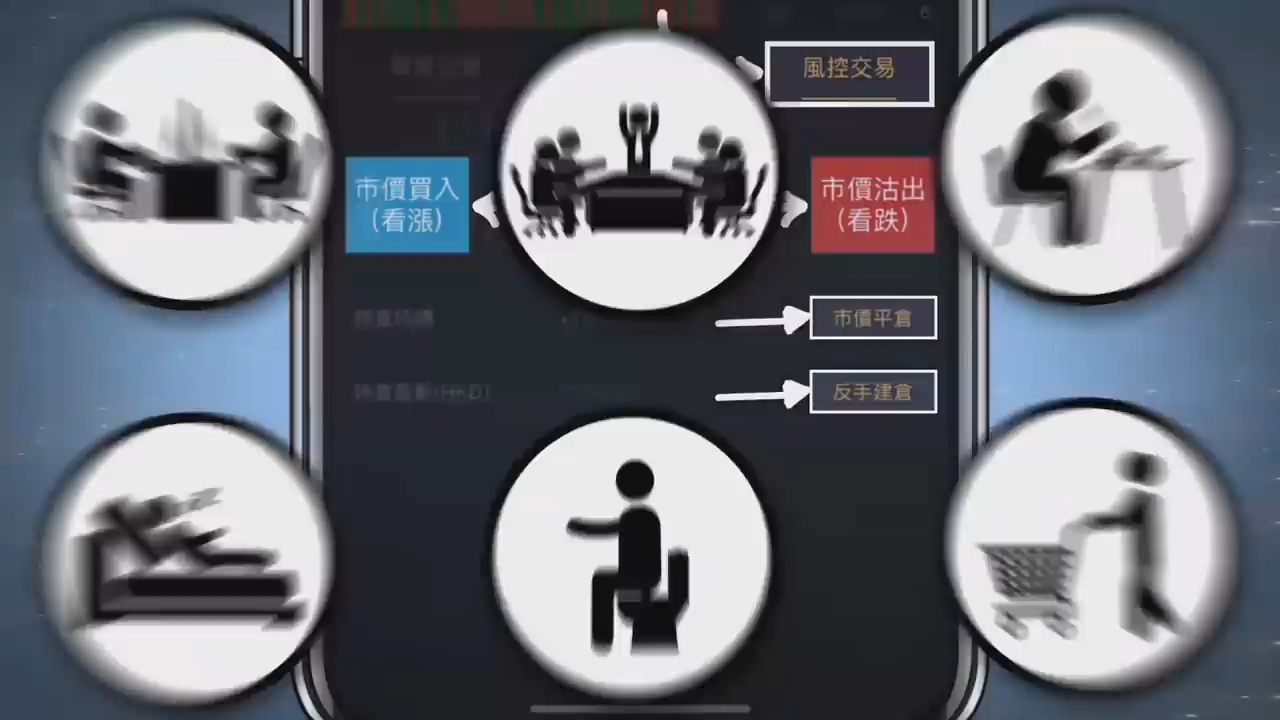 風控交易
市價買入
(看漲)
市價沽出
(看跌)
市價平倉
反手建倉